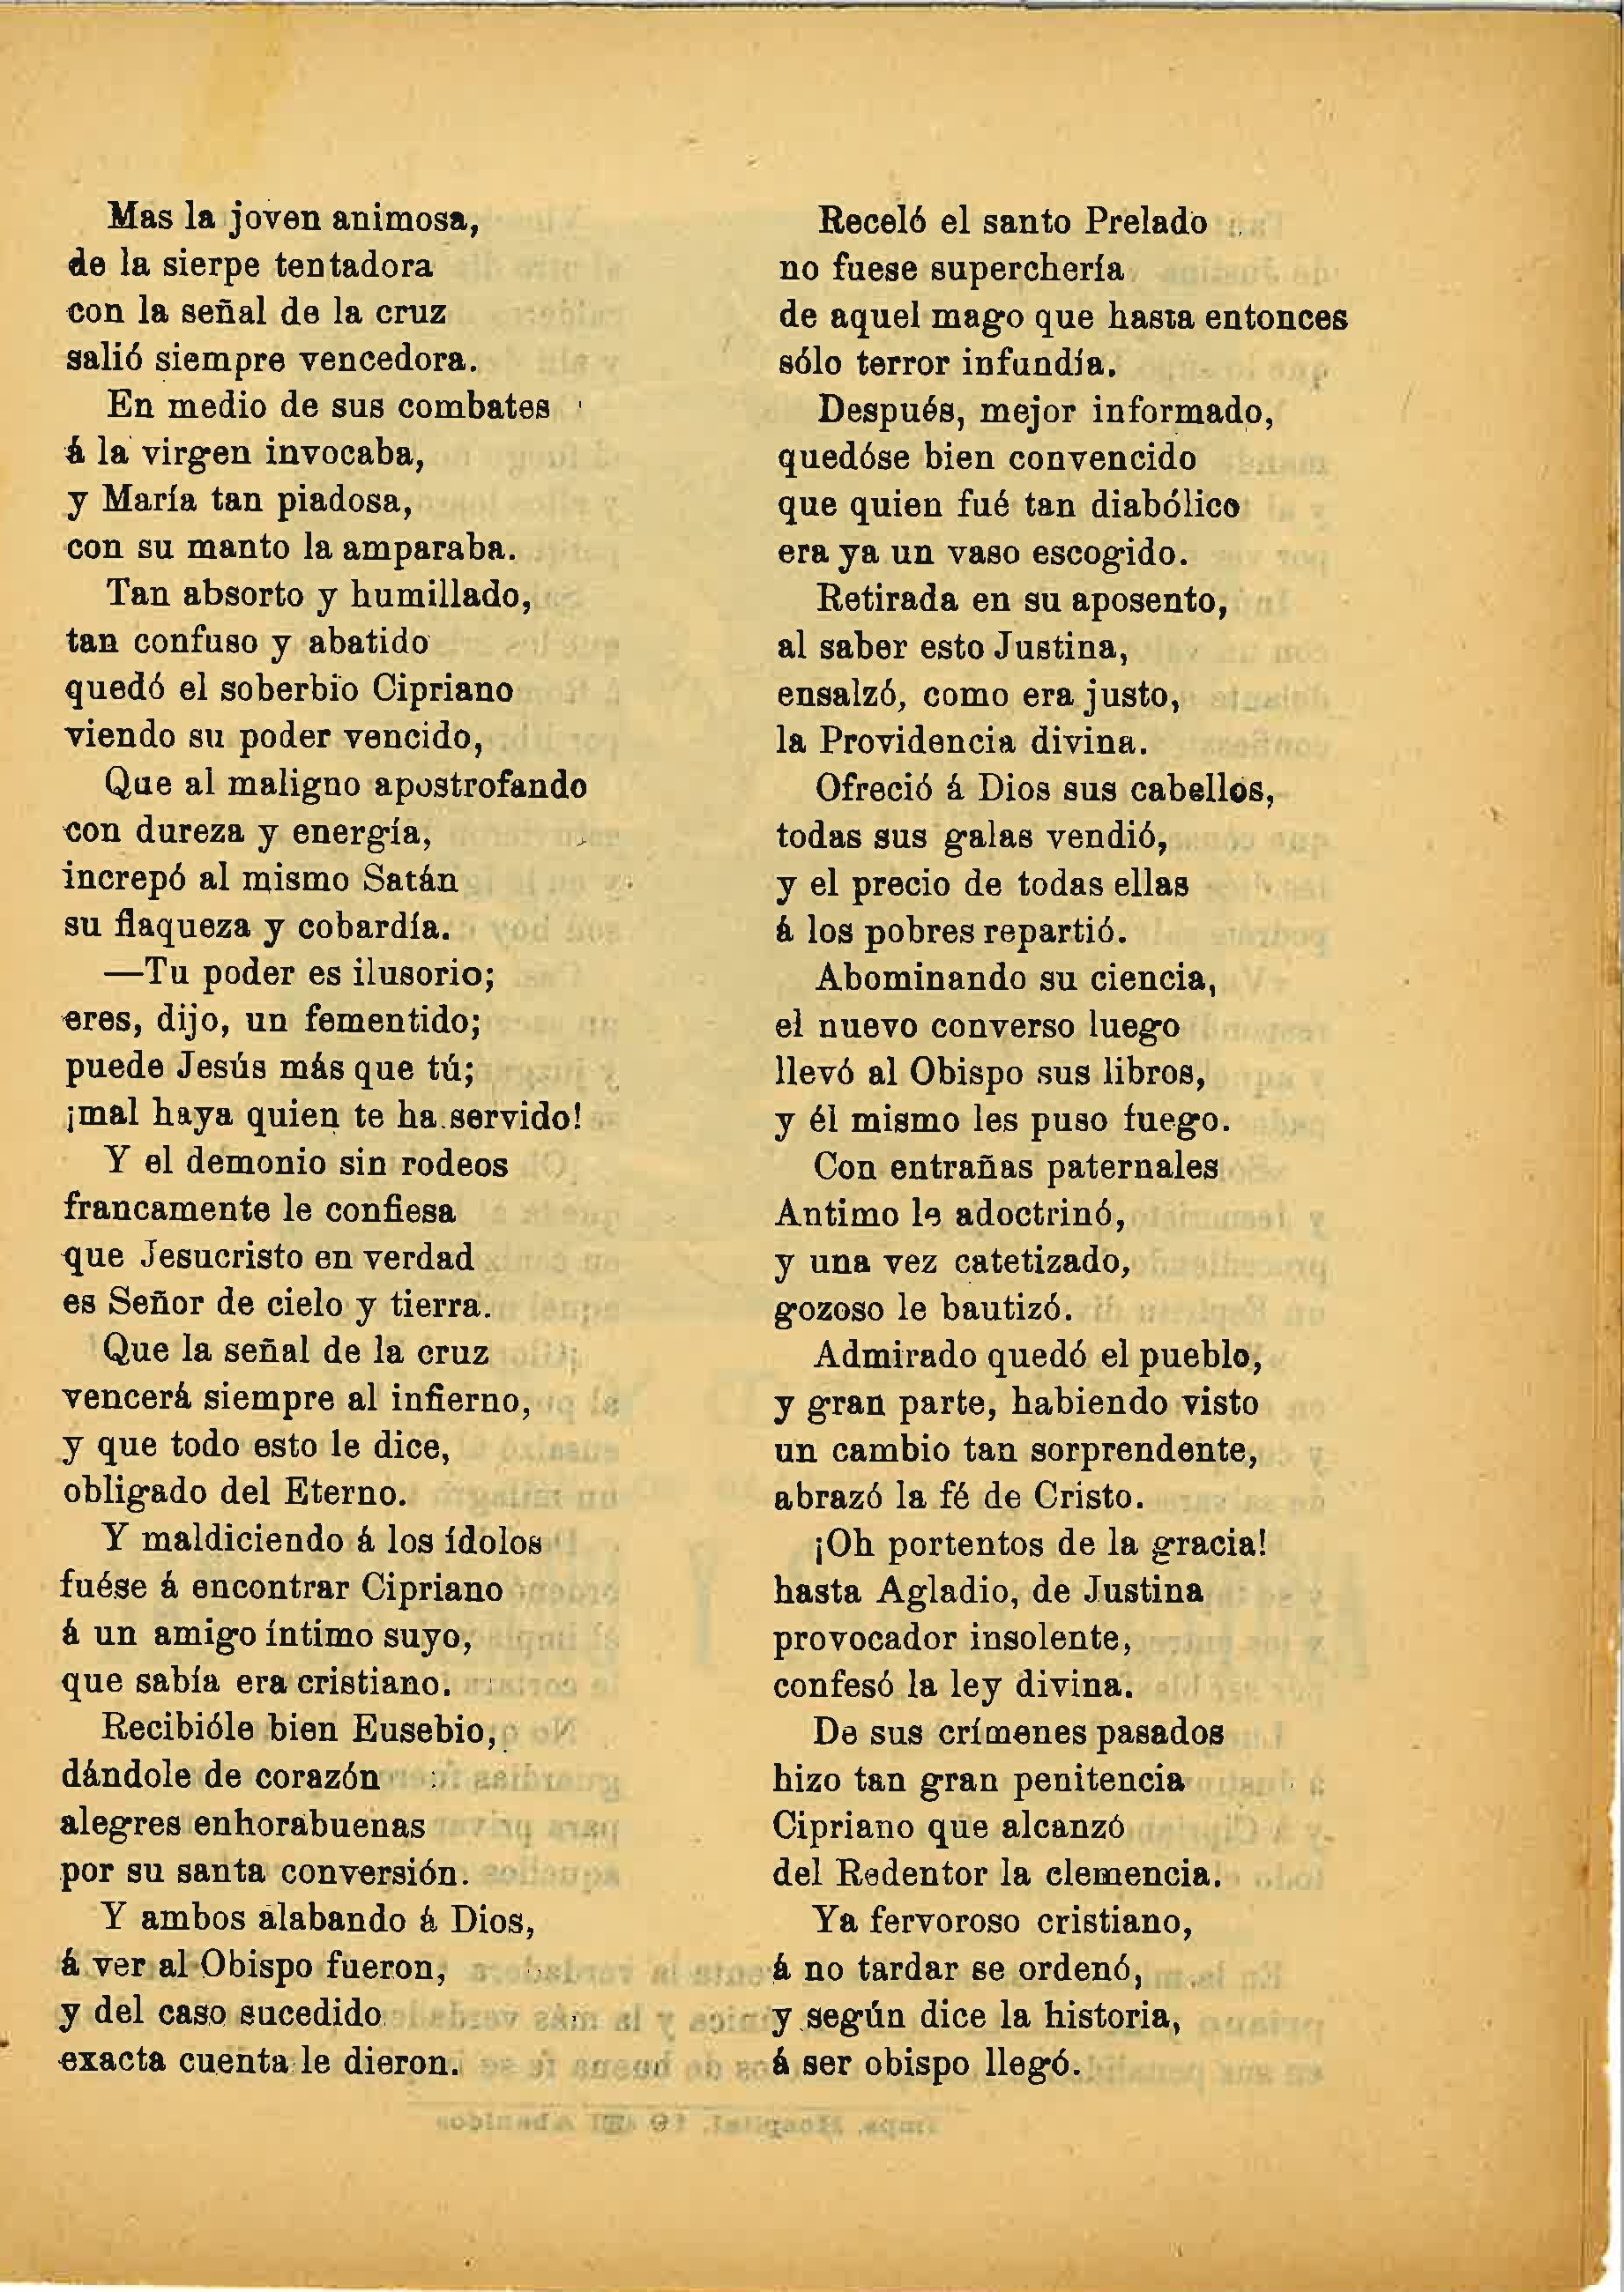 Mas la joven animosa,
de la sierpe tentadora
con la señal de la cruz
salió siempre vencedora.
En medio de sus combates
á la virgen invocaba,
y María tan piadosa,
con su manto la amparaba.
Tan absorto y humillado,
tan confuso y abatido
quedó el soberbio Cipriano
viendo su poder vencido,
Que al maligno apostrofando
con dureza y energía,
increpó al mismo Satán
su flaqueza y cobardía.
—Tu poder es ilusorio;
eres, dijo, un fementido;
puede Jesús más que tú;
¡mal haya quien te ha servido!
Y el demonio sin rodeos
francamente le confiesa
que Jesucristo en verdad
es Señor de cielo y tierra.
Que la señal de la cruz
vencerá siempre al infierno,
y que todo esto le dice,
obligado del Eterno.
Y maldiciendo á los ídolos
fuése á encontrar Cipriano
á un amigo íntimo suyo,
que sabía era cristiano.
Recibióle bien Eusebio,
dándole de corazón
alegres enhorabuenas
por su santa conversión.
Y ambos alabando á Dios,
á ver al Obispo fueron,
y del caso sucedido
exacta cuenta le dieron.
Receló el santo Prelado
no fuese superchería
de aquel mago que hasta entonces
sólo terror infundía.
Después, mejor informado,
quedóse bien convencido
que quien fué tan diabólico
era ya un vaso escogido.
Retirada en su aposento,
al saber esto Justina,
ensalzó, como era justo,
la Providencia divina.
Ofreció á Dios sus cabellos,
todas sus galas vendió,
y el precio de todas ellas
á los pobres repartió.
Abominando su ciencia,
el nuevo converso luego
llevó al Obispo sus libros,
y él mismo les puso fuego.
Con entrañas paternales
Antimo le adoctrinó,
y una vez catetizado,
gozoso le bautizó.
Admirado quedó el pueblo,
y gran parte, habiendo visto
un cambio tan sorprendente,
abrazó la fé de Cristo.
¡Oh portentos de la gracia!
hasta Agladio, de Justina
provocador insolente,
confesó la ley divina.
De sus crímenes pasados
hizo tan gran penitencia
Cipriano que alcanzó
del Redentor la clemencia.
Ya fervoroso cristiano,
á no tardar se ordenó,
y según dice la historia,
á ser obispo llegó.